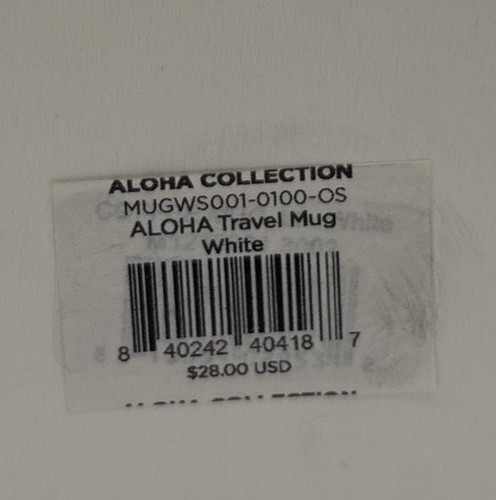 ALOHA COLLECTION
MUGWS001-0100-OS
ALOHA Travel Mug
White
8 40242 40418 7
$28.00 USD